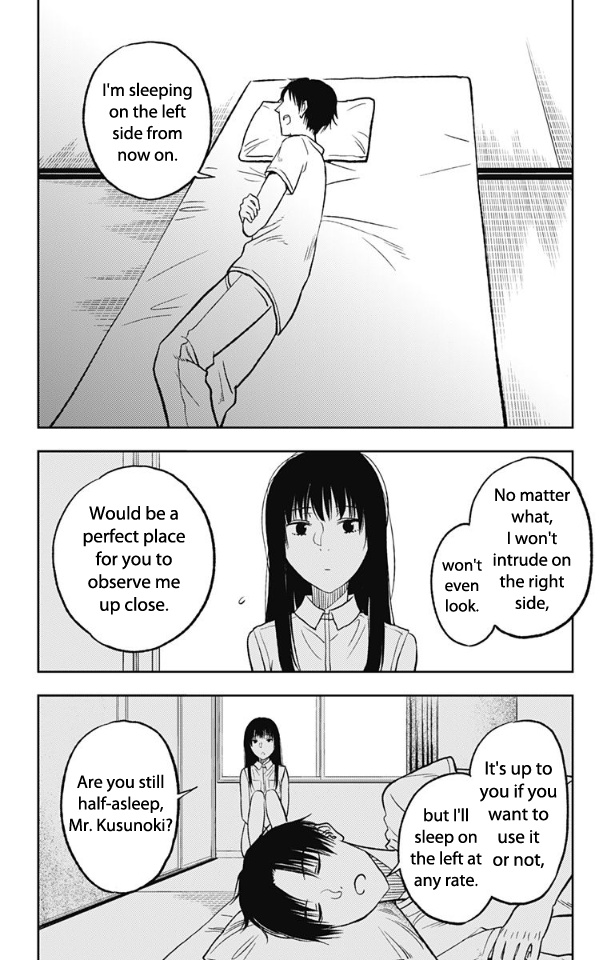 I'm sleeping
on the left
side from
now on.
No matter
what,
I won't
intrude on
the right
side,
won't
even
look.
Would be a
perfect place
for you to
observe me
up close.
It's up to
you if you
want to
use it
or not,
but I'll
sleep on
the left at
any rate.
Are you still
half-asleep,
Mr. Kusunoki?